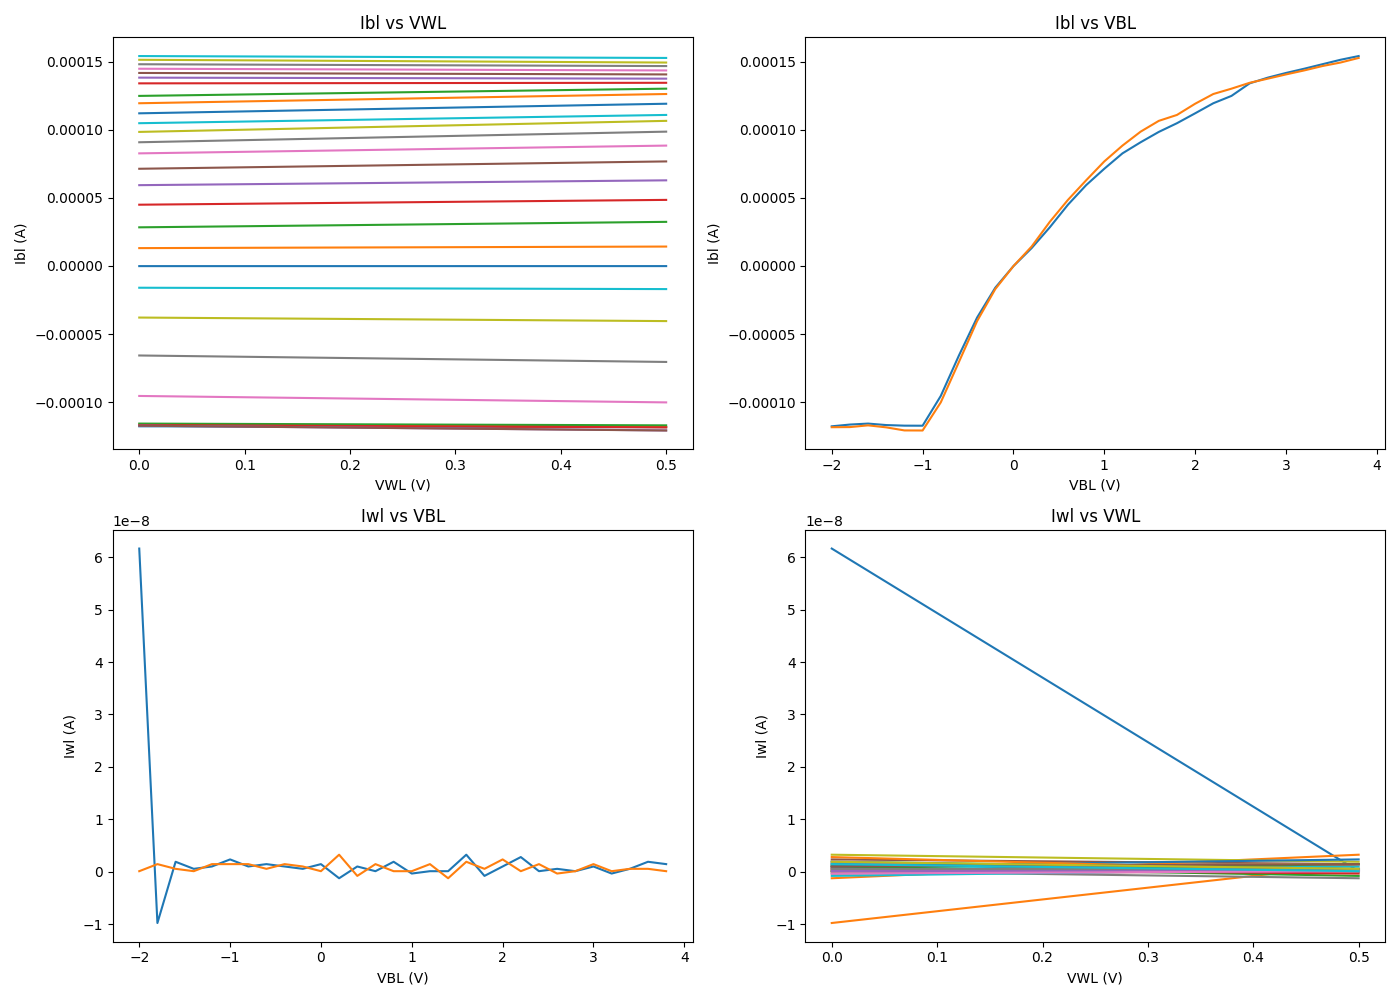 Ibl vs VWL
Ibl (A)
0.00015
0.00010
0.00005
0.00000
−0.00005
−0.00010
0.0 0.1 0.2 0.3 0.4 0.5
VWL (V)
Ibl vs VBL
Ibl (A)
0.00015
0.00010
0.00005
0.00000
−0.00005
−0.00010
−2 −1 0 1 2 3 4
VBL (V)
Iwl vs VBL
1e−8
Iwl (A)
6
5
4
3
2
1
0
−1
−2 −1 0 1 2 3 4
VBL (V)
Iwl vs VWL
1e−8
Iwl (A)
6
5
4
3
2
1
0
−1
0.0 0.1 0.2 0.3 0.4 0.5
VWL (V)